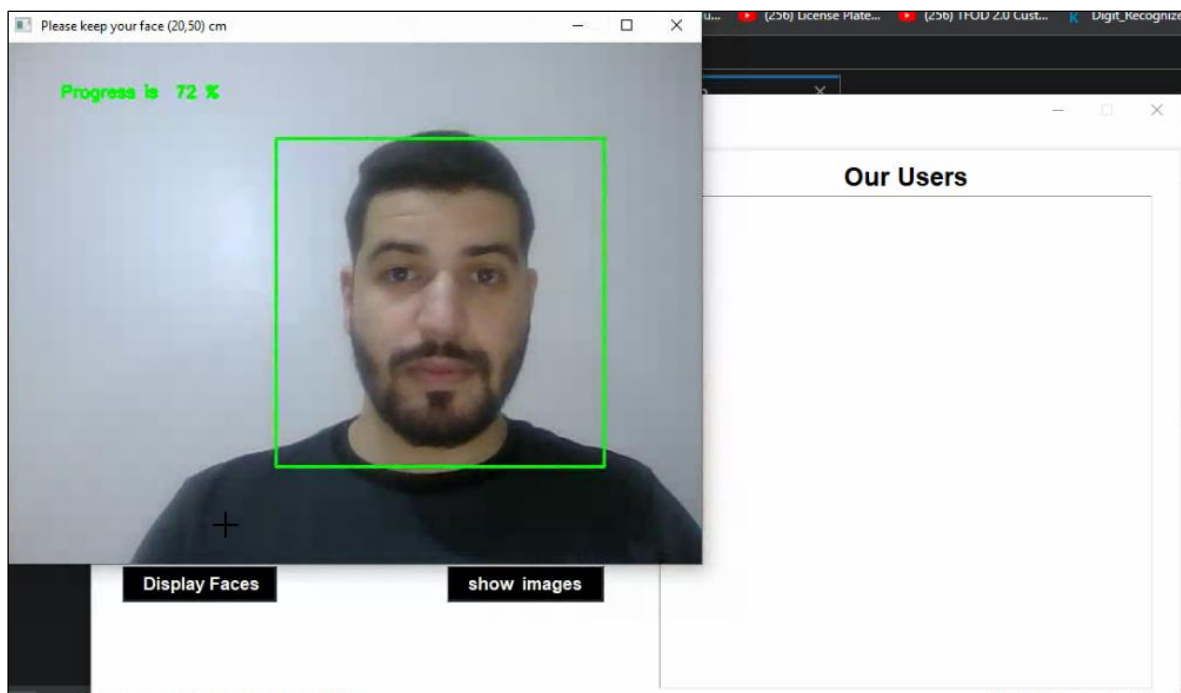 Please keep your face (20,50) cm
(256) License Plate...
(256) TFOD 2.0 Cust...
Digit_Recognize
Progress is 72 %
Our Users
Display Faces
show images